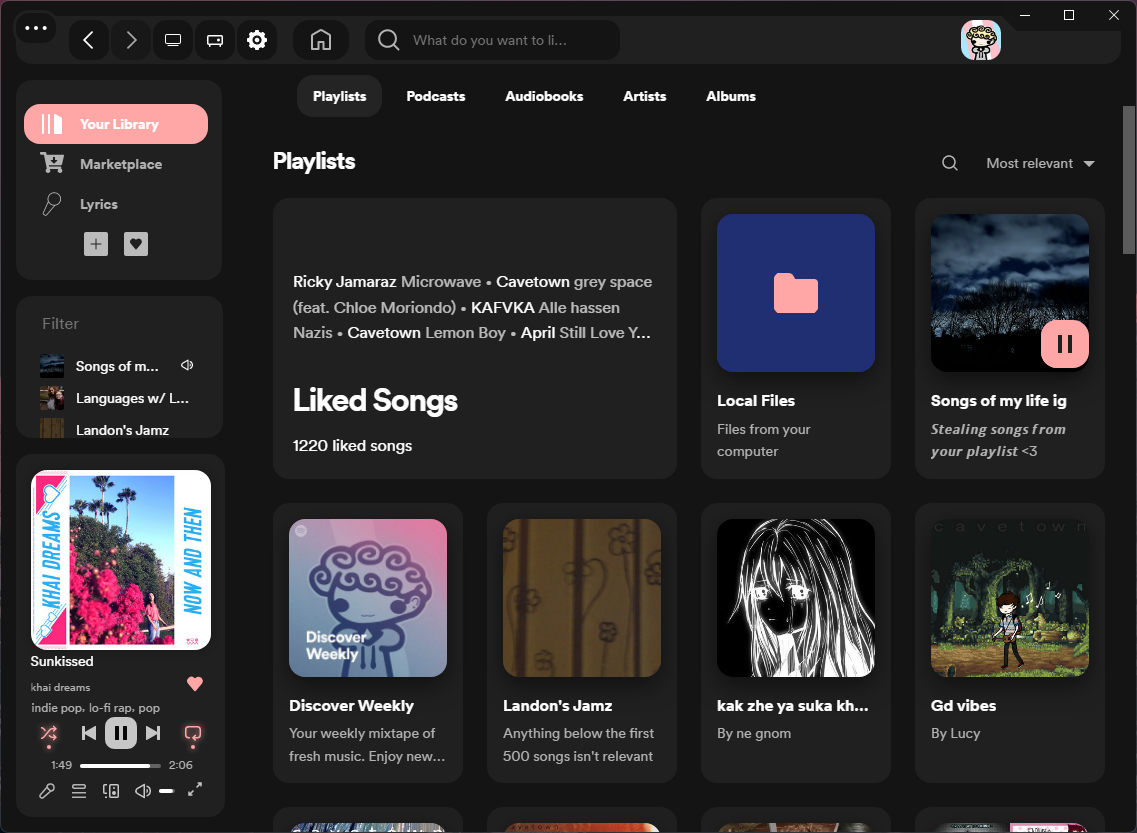 What do you want to li...
Playlists
Podcasts
Audiobooks
Artists
Albums
Your Library
Marketplace
Lyrics
Filter
Songs of m...
Languages w/ L...
Landon's Jamz
KHAI DREAMS
NOW AND THEN
Sunkissed
khai dreams
indie pop, lo-fi rap, pop
1:49
2:06
Playlists
Most relevant
Ricky Jamaraz Microwave • Cavetown grey space
(feat. Chloe Moriondo) • KAFVKA Alle hassen
Nazis • Cavetown Lemon Boy • April Still Love Y...
Liked Songs
1220 liked songs
Local Files
Files from your
computer
Songs of my life ig
Stealing songs from
your playlist <3
Discover
Weekly
Discover Weekly
Your weekly mixtape of
fresh music. Enjoy new...
Landon's Jamz
Anything below the first
500 songs isn't relevant
kak zhe ya suka kh...
By ne gnom
cavetown
Gd vibes
By Lucy